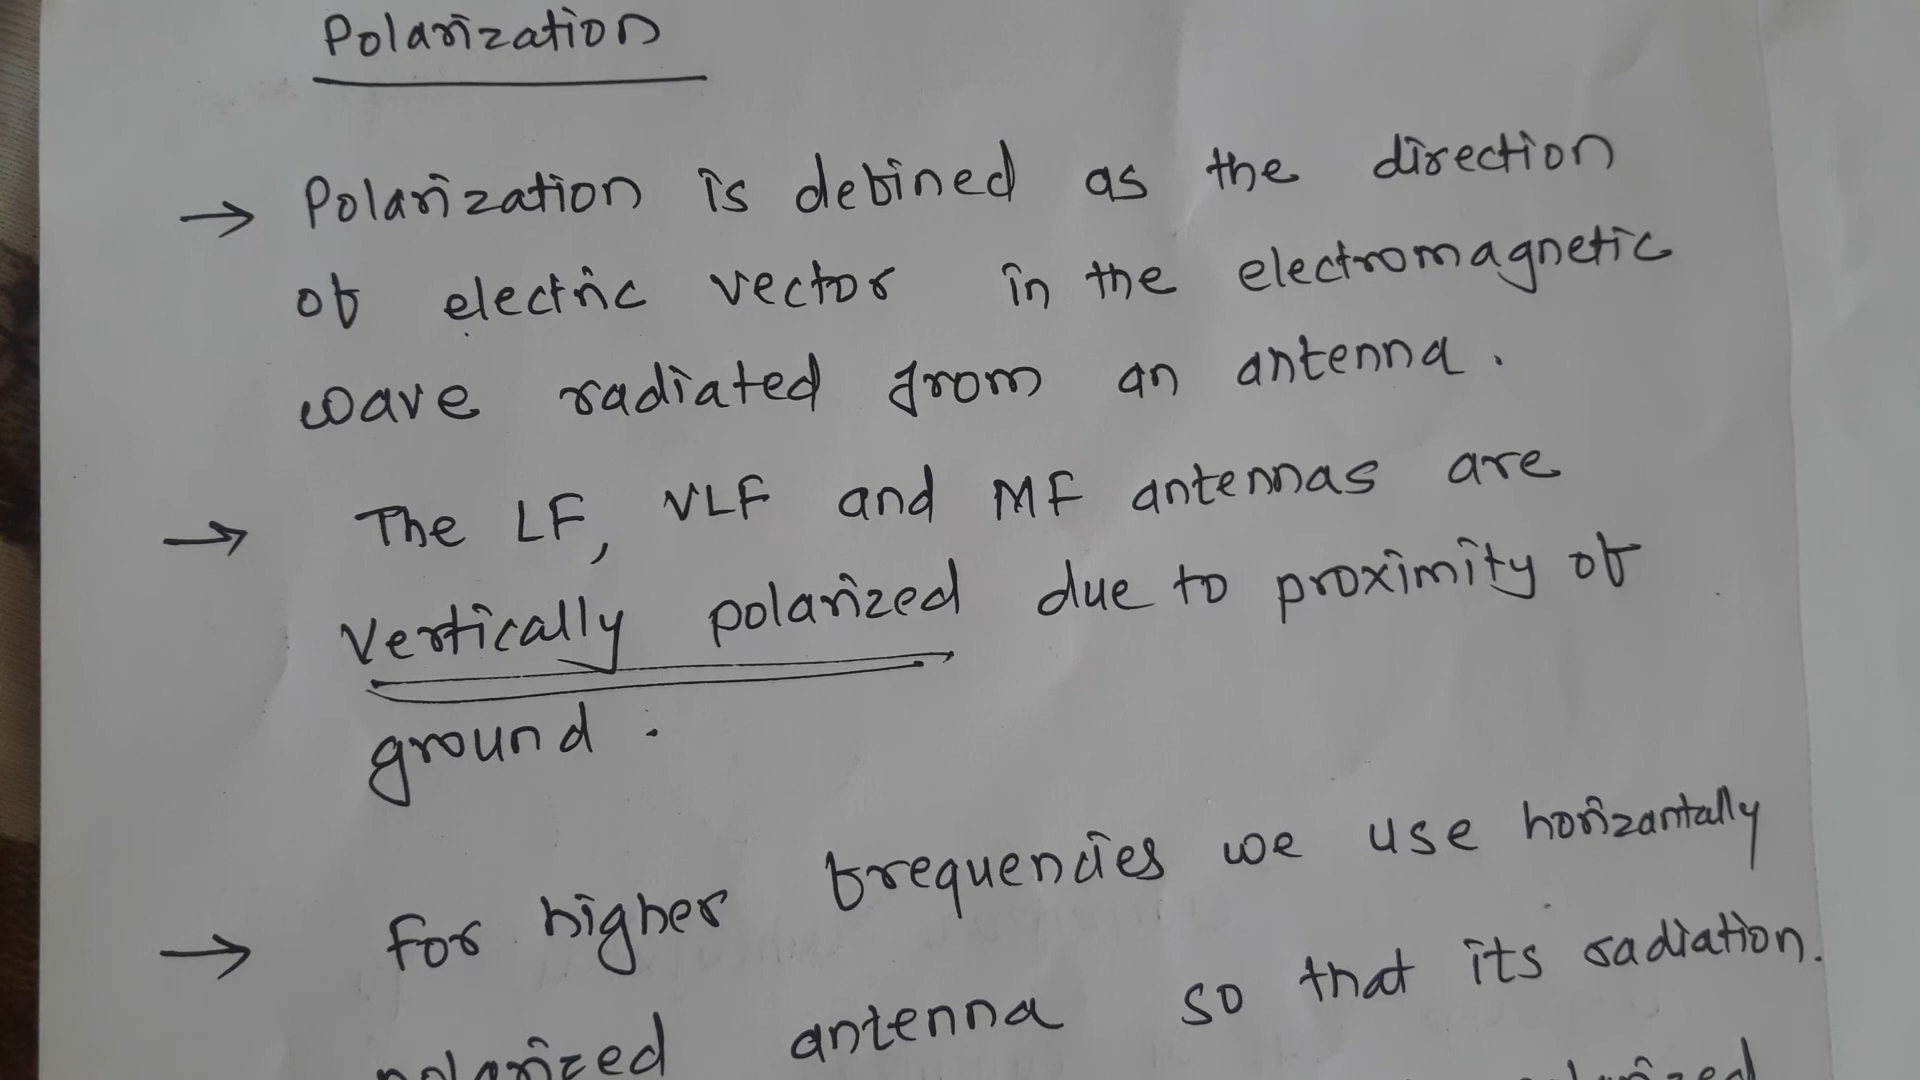 Polarization
→ Polarization is defined as the direction
of electric vector in the electromagnetic
wave radiated from an antenna.
→ The LF, VLF and MF antennas are
Vertically polarized due to proximity of
ground.
→ For higher frequencies we use horizantally
polarized antenna so that its radiation.